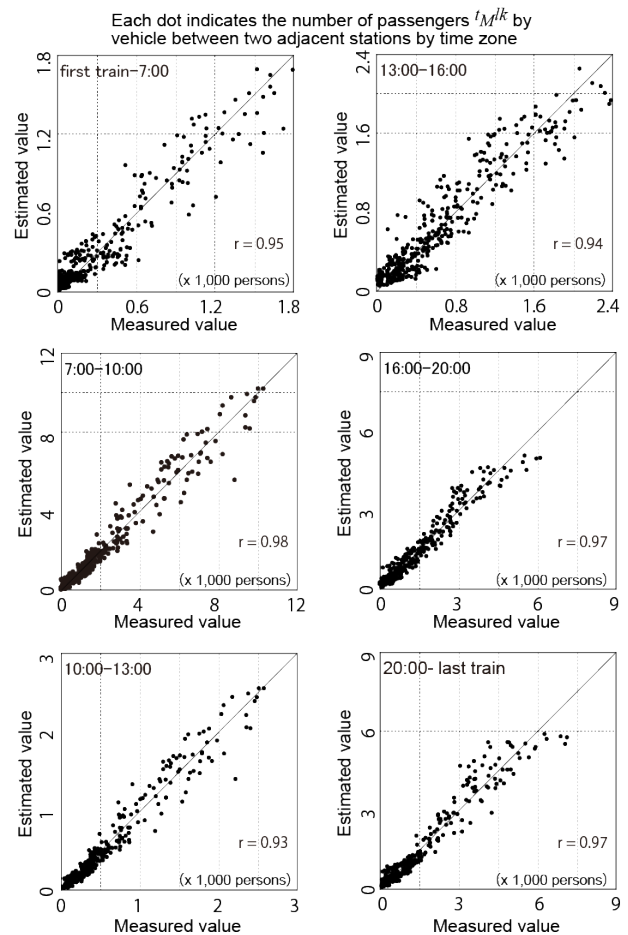 Each dot indicates the number of passengers ᵗMˡᵏ by
vehicle between two adjacent stations by time zone
first train-7:00
Estimated value
1.8
1.2
0.6
0
r = 0.95
(x 1,000 persons)
0 0.6 1.2 1.8
Measured value
13:00-16:00
Estimated value
2.4
1.6
0.8
0
r = 0.94
(x 1,000 persons)
0 0.8 1.6 2.4
Measured value
7:00-10:00
Estimated value
12
8
4
0
r = 0.98
(x 1,000 persons)
0 4 8 12
Measured value
16:00-20:00
Estimated value
9
6
3
0
r = 0.97
(x 1,000 persons)
0 3 6 9
Measured value
10:00-13:00
Estimated value
3
2
1
0
r = 0.93
(x 1,000 persons)
0 1 2 3
Measured value
20:00- last train
Estimated value
9
6
3
0
r = 0.97
(x 1,000 persons)
0 3 6 9
Measured value